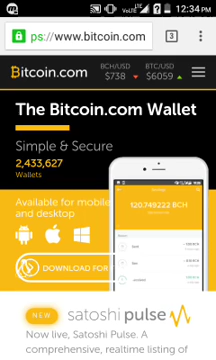 12:34 PM
ps://www.bitcoin.com
3
Bitcoin.com
BCH/USD
$738
BTC/USD
$6059
The Bitcoin.com Wallet
Simple & Secure
2,433,627
Wallets
Available for mobile
and desktop
120.749222 BCH
DOWNLOAD FOR
NEW
satoshi pulse
Now live, Satoshi Pulse. A
comprehensive, realtime listing of